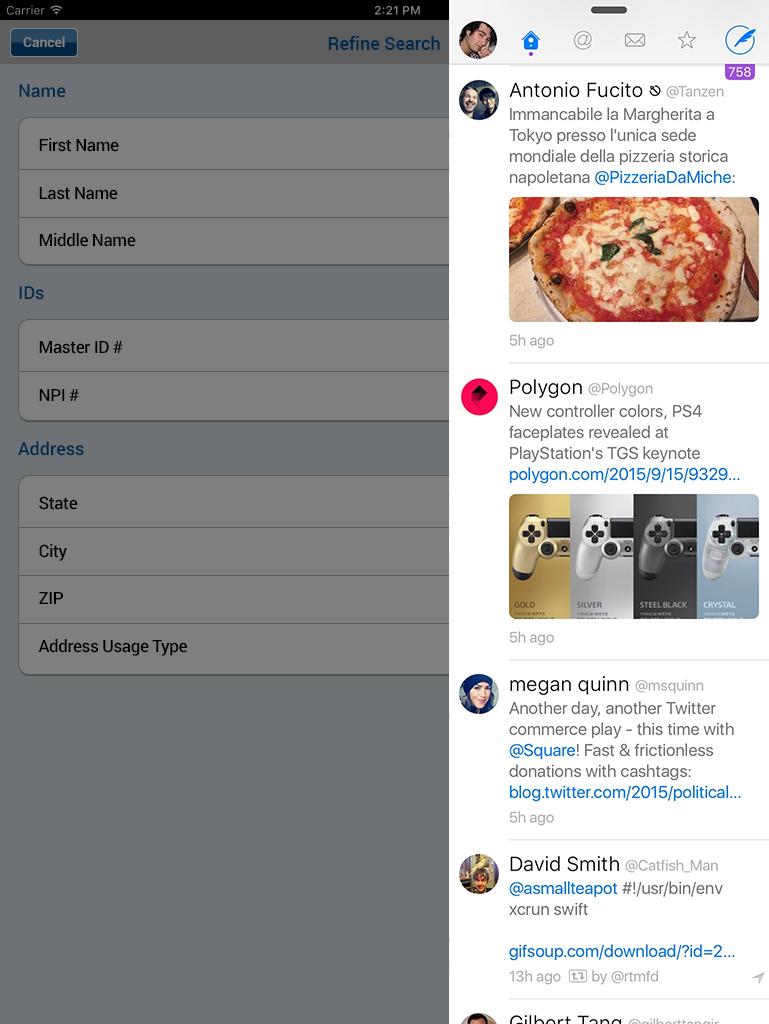 Carrier
2:21 PM
Cancel
Refine Search
Name
First Name
Last Name
Middle Name
IDs
Master ID #
NPI #
Address
State
City
ZIP
Address Usage Type
@
758
Antonio Fucito @Tanzen
Immancabile la Margherita a
Tokyo presso l'unica sede
mondiale della pizzeria storica
napoletana @PizzeriaDaMiche:
5h ago
Polygon @Polygon
New controller colors, PS4
faceplates revealed at
PlayStation's TGS keynote
polygon.com/2015/9/15/9329...
GOLD
SILVER
STEEL BLACK
CRYSTAL
5h ago
megan quinn @msquinn
Another day, another Twitter
commerce play - this time with
@Square! Fast & frictionless
donations with cashtags:
blog.twitter.com/2015/political...
5h ago
David Smith @Catfish_Man
@asmallteapot #!/usr/bin/env
xcrun swift
gifsoup.com/download/?id=2...
13h ago by @rtmfd
Gilbert Tang